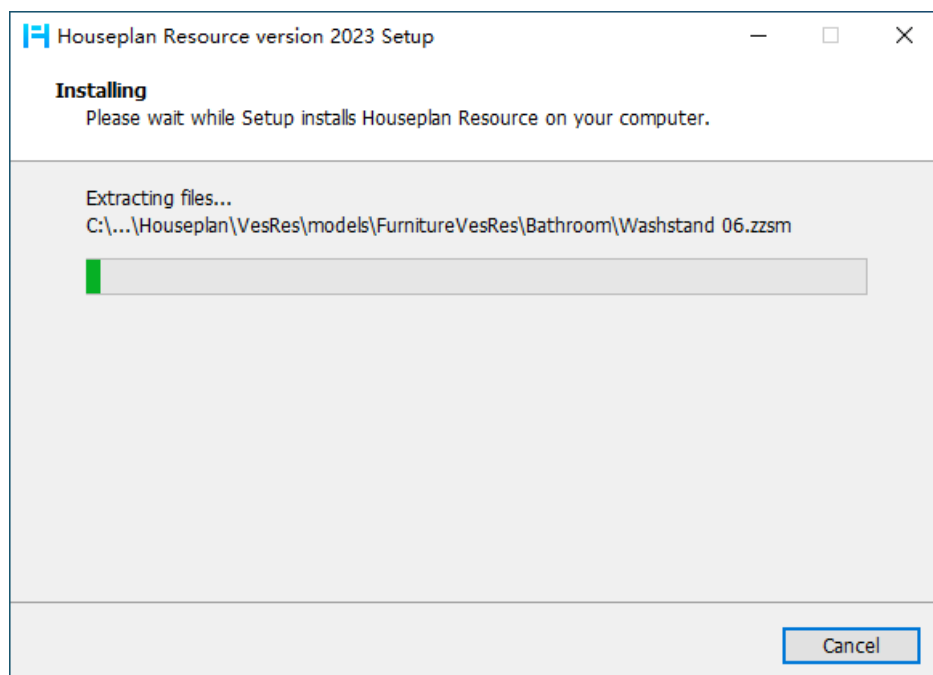 Houseplan Resource version 2023 Setup
Installing
Please wait while Setup installs Houseplan Resource on your computer.
Extracting files...
C:\...\Houseplan\VesRes\models\FurnitureVesRes\Bathroom\Washstand 06.zzsm
Cancel